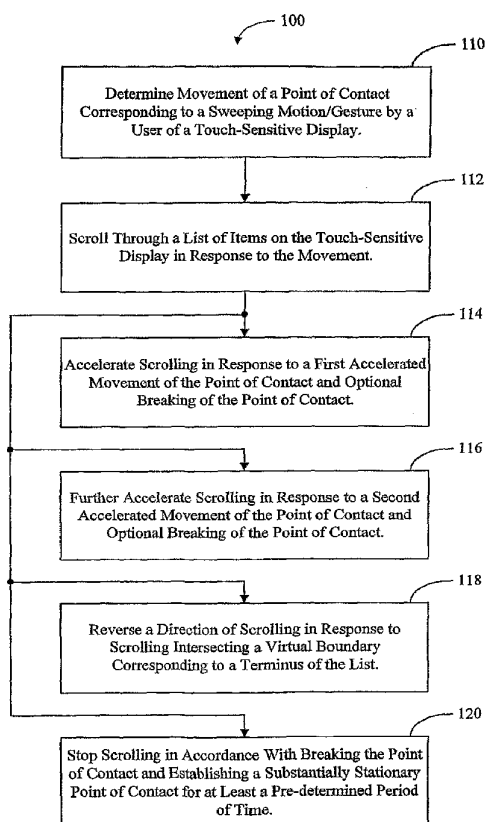 100
110
Determine Movement of a Point of Contact
Corresponding to a Sweeping Motion/Gesture by a
User of a Touch-Sensitive Display.
112
Scroll Through a List of Items on the Touch-Sensitive
Display in Response to the Movement.
114
Accelerate Scrolling in Response to a First Accelerated
Movement of the Point of Contact and Optional
Breaking of the Point of Contact.
116
Further Accelerate Scrolling in Response to a Second
Accelerated Movement of the Point of Contact and
Optional Breaking of the Point of Contact.
118
Reverse a Direction of Scrolling in Response to
Scrolling Intersecting a Virtual Boundary
Corresponding to a Terminus of the List.
120
Stop Scrolling in Accordance With Breaking the Point
of Contact and Establishing a Substantially Stationary
Point of Contact for at Least a Pre-determined Period
of Time.